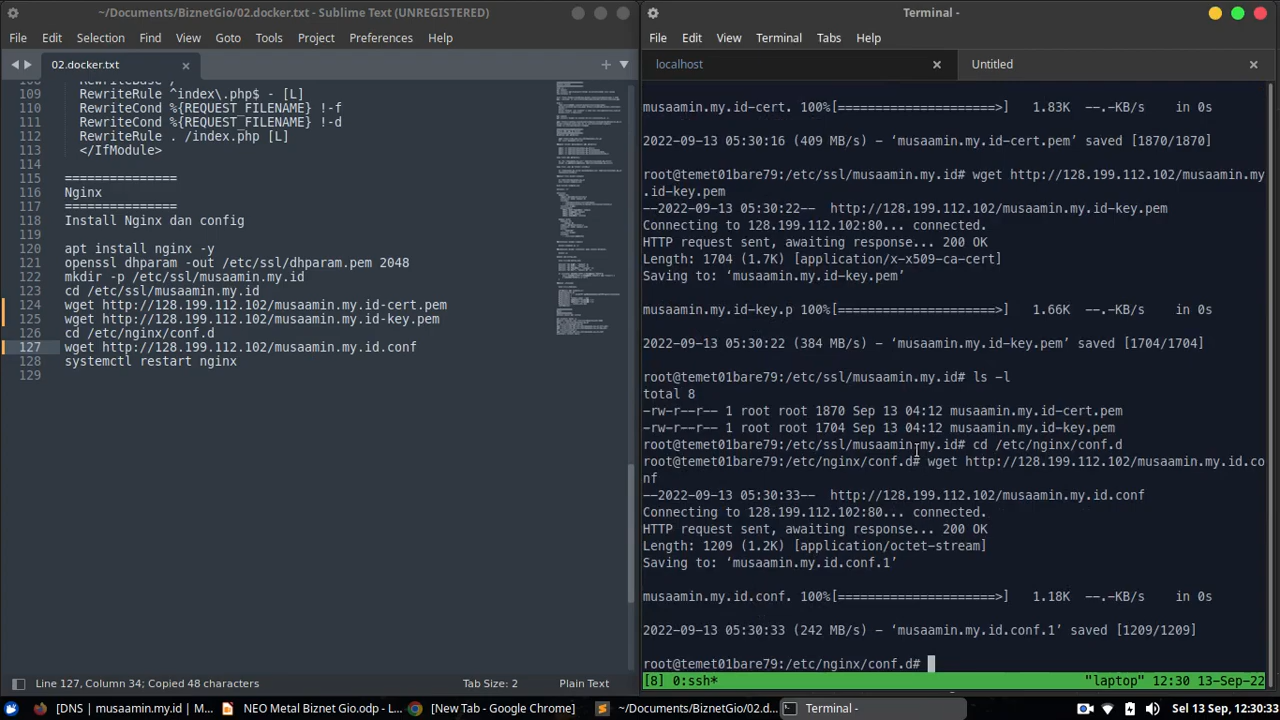 ~/Documents/BiznetGio/02.docker.txt - Sublime Text (UNREGISTERED)
File Edit Selection Find View Goto Tools Project Preferences Help
02.docker.txt
109 RewriteRule ^index\.php$ - [L]
110 RewriteCond %{REQUEST_FILENAME} !-f
111 RewriteCond %{REQUEST_FILENAME} !-d
112 RewriteRule . /index.php [L]
113 </IfModule>
114
115 ===============
116 Nginx
117 ===============
118 Install Nginx dan config
119
120 apt install nginx -y
121 openssl dhparam -out /etc/ssl/dhparam.pem 2048
122 mkdir -p /etc/ssl/musaamin.my.id
123 cd /etc/ssl/musaamin.my.id
124 wget http://128.199.112.102/musaamin.my.id-cert.pem
125 wget http://128.199.112.102/musaamin.my.id-key.pem
126 cd /etc/nginx/conf.d
127 wget http://128.199.112.102/musaamin.my.id.conf
128 systemctl restart nginx
129
Line 127, Column 34; Copied 48 characters
Tab Size: 2
Plain Text
Terminal -
File Edit View Terminal Tabs Help
localhost
Untitled
musaamin.my.id-cert. 100%[=====================>] 1.83K --.-KB/s in 0s
2022-09-13 05:30:16 (409 MB/s) - ‘musaamin.my.id-cert.pem’ saved [1870/1870]
root@temet01bare79:/etc/ssl/musaamin.my.id# wget http://128.199.112.102/musaamin.my
.id-key.pem
--2022-09-13 05:30:22-- http://128.199.112.102/musaamin.my.id-key.pem
Connecting to 128.199.112.102:80... connected.
HTTP request sent, awaiting response... 200 OK
Length: 1704 (1.7K) [application/x-x509-ca-cert]
Saving to: ‘musaamin.my.id-key.pem’
musaamin.my.id-key.p 100%[=====================>] 1.66K --.-KB/s in 0s
2022-09-13 05:30:22 (384 MB/s) - ‘musaamin.my.id-key.pem’ saved [1704/1704]
root@temet01bare79:/etc/ssl/musaamin.my.id# ls -l
total 8
-rw-r--r-- 1 root root 1870 Sep 13 04:12 musaamin.my.id-cert.pem
-rw-r--r-- 1 root root 1704 Sep 13 04:12 musaamin.my.id-key.pem
root@temet01bare79:/etc/ssl/musaamin.my.id# cd /etc/nginx/conf.d
root@temet01bare79:/etc/nginx/conf.d# wget http://128.199.112.102/musaamin.my.id.co
nf
--2022-09-13 05:30:33-- http://128.199.112.102/musaamin.my.id.conf
Connecting to 128.199.112.102:80... connected.
HTTP request sent, awaiting response... 200 OK
Length: 1209 (1.2K) [application/octet-stream]
Saving to: ‘musaamin.my.id.conf.1’
musaamin.my.id.conf. 100%[=====================>] 1.18K --.-KB/s in 0s
2022-09-13 05:30:33 (242 MB/s) - ‘musaamin.my.id.conf.1’ saved [1209/1209]
root@temet01bare79:/etc/nginx/conf.d#
[8] 0:ssh* "laptop" 12:30 13-Sep-22
[DNS | musaamin.my.id | M...
NEO Metal Biznet Gio.odp - L...
[New Tab - Google Chrome]
~/Documents/BiznetGio/02.d...
Terminal -
Sel 13 Sep, 12:30:33